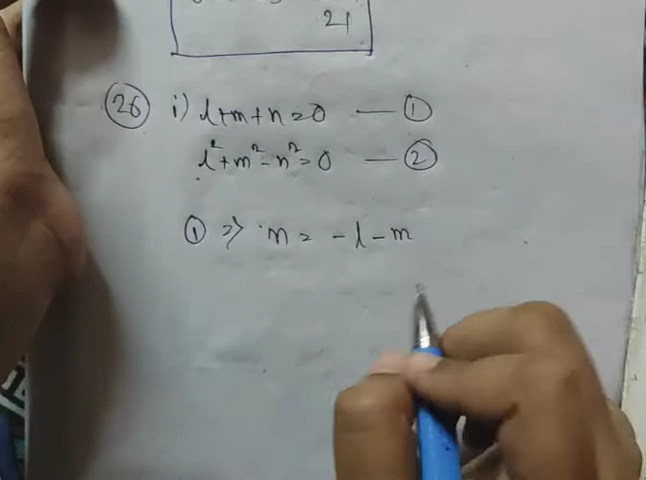 21
26 i) l+m+n=0 — ①
l²+m²-n²=0 — ②
① ⇒ n = -l-m